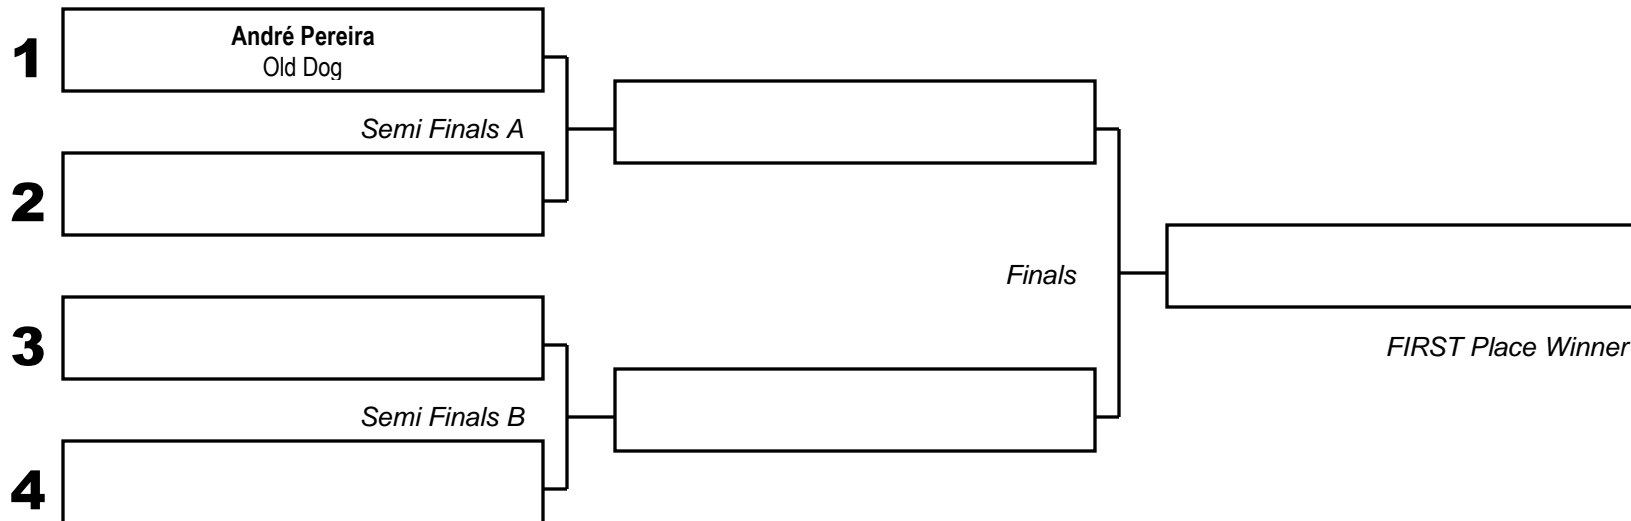 1
André Pereira
Old Dog
Semi Finals A
2
Finals
3
FIRST Place Winner
Semi Finals B
4